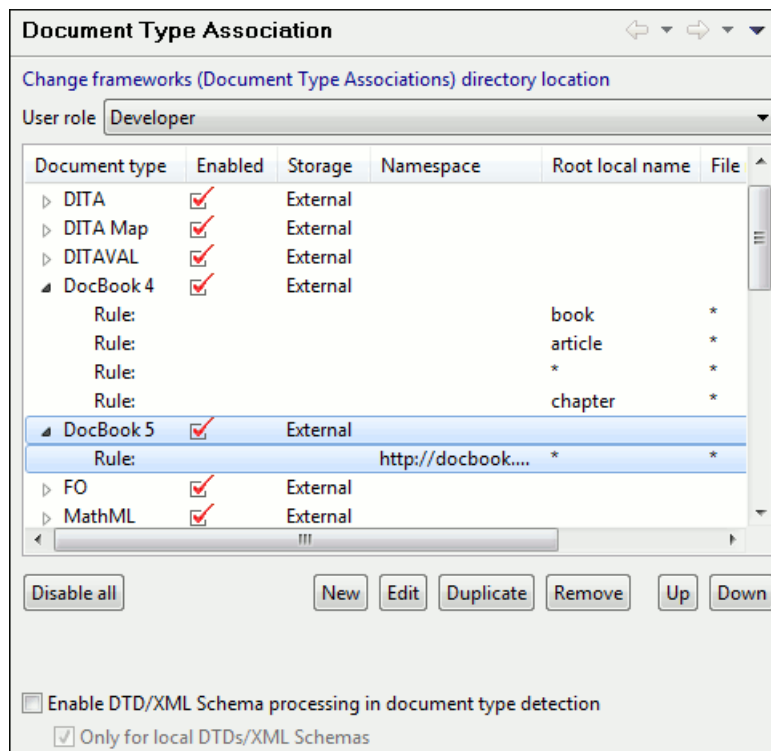 Document Type Association
Change frameworks (Document Type Associations) directory location
User role Developer
Document type Enabled Storage Namespace Root local name File
DITA External
DITA Map External
DITAVAL External
DocBook 4 External
Rule: book *
Rule: article *
Rule: * *
Rule: chapter *
DocBook 5 External
Rule: http://docbook.... * *
FO External
MathML External
Disable all New Edit Duplicate Remove Up Down
Enable DTD/XML Schema processing in document type detection
Only for local DTDs/XML Schemas